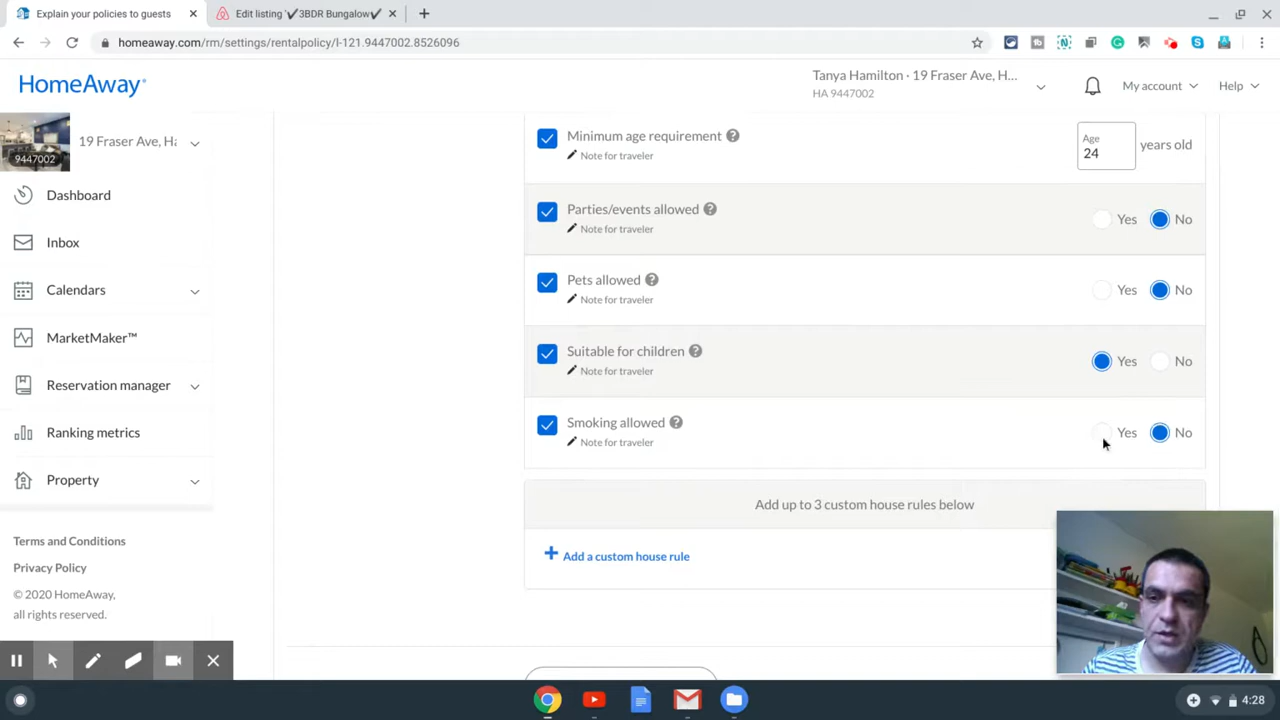 Explain your policies to guests
Edit listing '✔3BDR Bungalow✔'
homeaway.com/rm/settings/rentalpolicy/l-121.9447002.8526096
HomeAway®
Tanya Hamilton · 19 Fraser Ave, H...
HA 9447002
My account
Help
9447002
19 Fraser Ave, Ha
Dashboard
Inbox
Calendars
MarketMaker™
Reservation manager
Ranking metrics
Property
Terms and Conditions
Privacy Policy
© 2020 HomeAway,
all rights reserved.
Minimum age requirement ?
Note for traveler
Age
24
years old
Parties/events allowed ?
Note for traveler
Yes No
Pets allowed ?
Note for traveler
Yes No
Suitable for children ?
Note for traveler
Yes No
Smoking allowed ?
Note for traveler
Yes No
Add up to 3 custom house rules below
+ Add a custom house rule
4:28